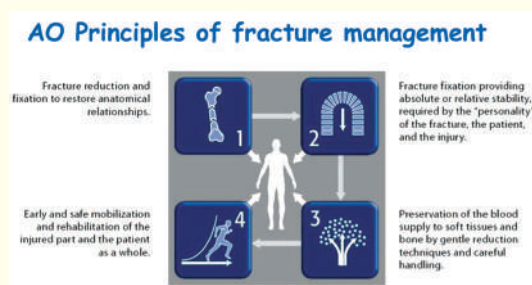 AO Principles of fracture management
Fracture reduction and
fixation to restore anatomical
relationships.
1
2
Fracture fixation providing
absolute or relative stability,
required by the "personality"
of the fracture, the patient,
and the injury.
Early and safe mobilization
and rehabilitation of the
injured part and the patient
as a whole.
4
3
Preservation of the blood
supply to soft tissues and
bone by gentle reduction
techniques and careful
handling.